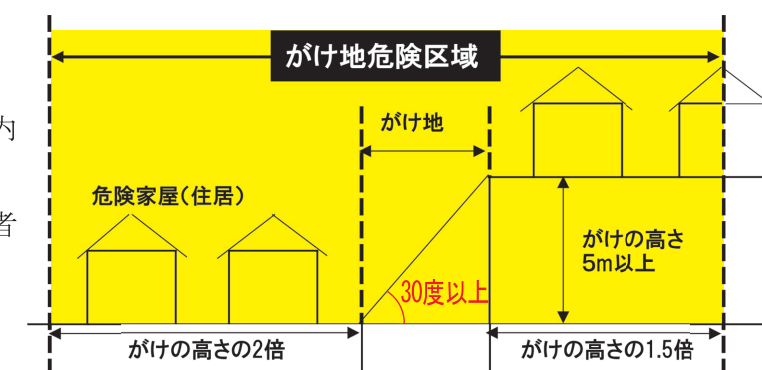 がけ地危険区域
内
者
がけ地
危険家屋(住居)
がけの高さ
5m以上
30度以上
がけの高さの2倍
がけの高さの1.5倍